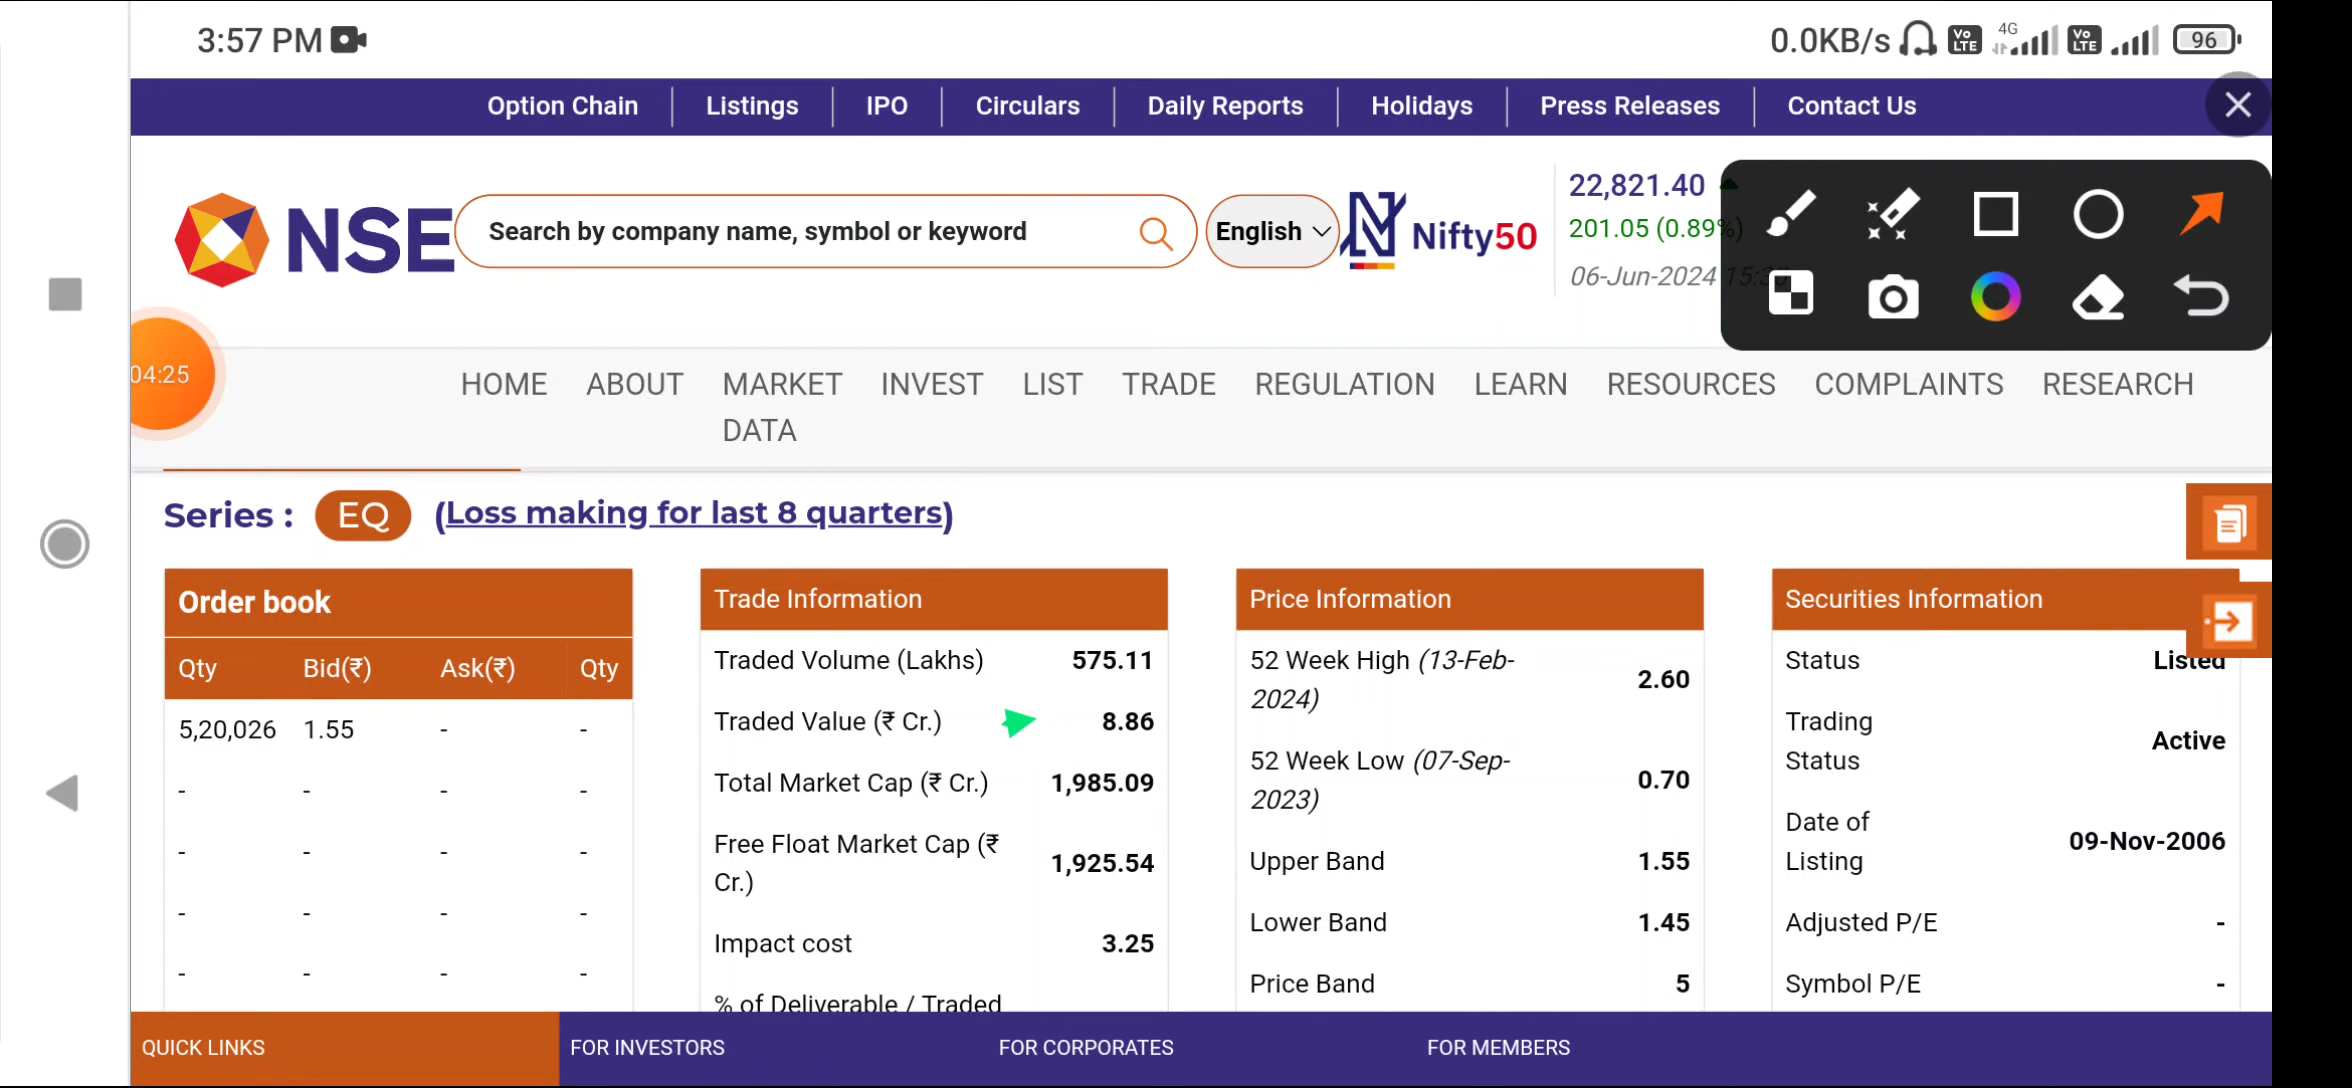 3:57 PM
0.0KB/s Vo LTE 4G Vo LTE 96
Option Chain Listings IPO Circulars Daily Reports Holidays Press Releases Contact Us
NSE
Search by company name, symbol or keyword
English
Nifty50
22,821.40
201.05 (0.89%)
06-Jun-2024 15:30
04:25
HOME ABOUT MARKET DATA INVEST LIST TRADE REGULATION LEARN RESOURCES COMPLAINTS RESEARCH
Series : EQ (Loss making for last 8 quarters)
Order book
Qty Bid(₹) Ask(₹) Qty
5,20,026 1.55 - -
- - - -
- - - -
- - - -
- - - -
Trade Information
Traded Volume (Lakhs) 575.11
Traded Value (₹ Cr.) 8.86
Total Market Cap (₹ Cr.) 1,985.09
Free Float Market Cap (₹ Cr.) 1,925.54
Impact cost 3.25
% of Deliverable / Traded
Price Information
52 Week High (13-Feb-2024) 2.60
52 Week Low (07-Sep-2023) 0.70
Upper Band 1.55
Lower Band 1.45
Price Band 5
Securities Information
Status Listed
Trading Status Active
Date of Listing 09-Nov-2006
Adjusted P/E -
Symbol P/E -
QUICK LINKS FOR INVESTORS FOR CORPORATES FOR MEMBERS